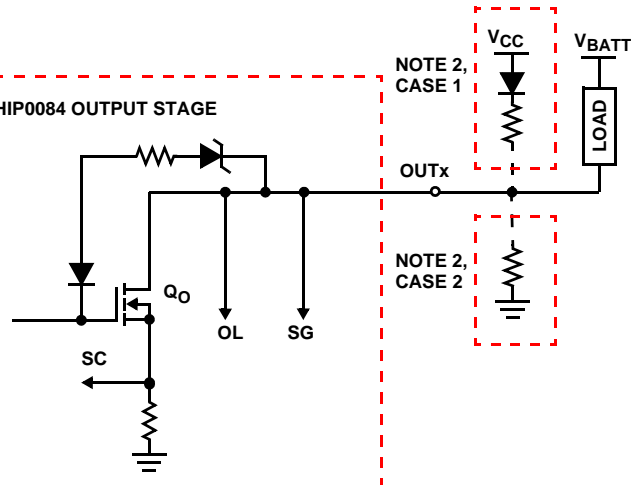 VCC
VBATT
NOTE 2,
CASE 1
LOAD
HIP0084 OUTPUT STAGE
OUTx
NOTE 2,
CASE 2
QO
OL
SG
SC